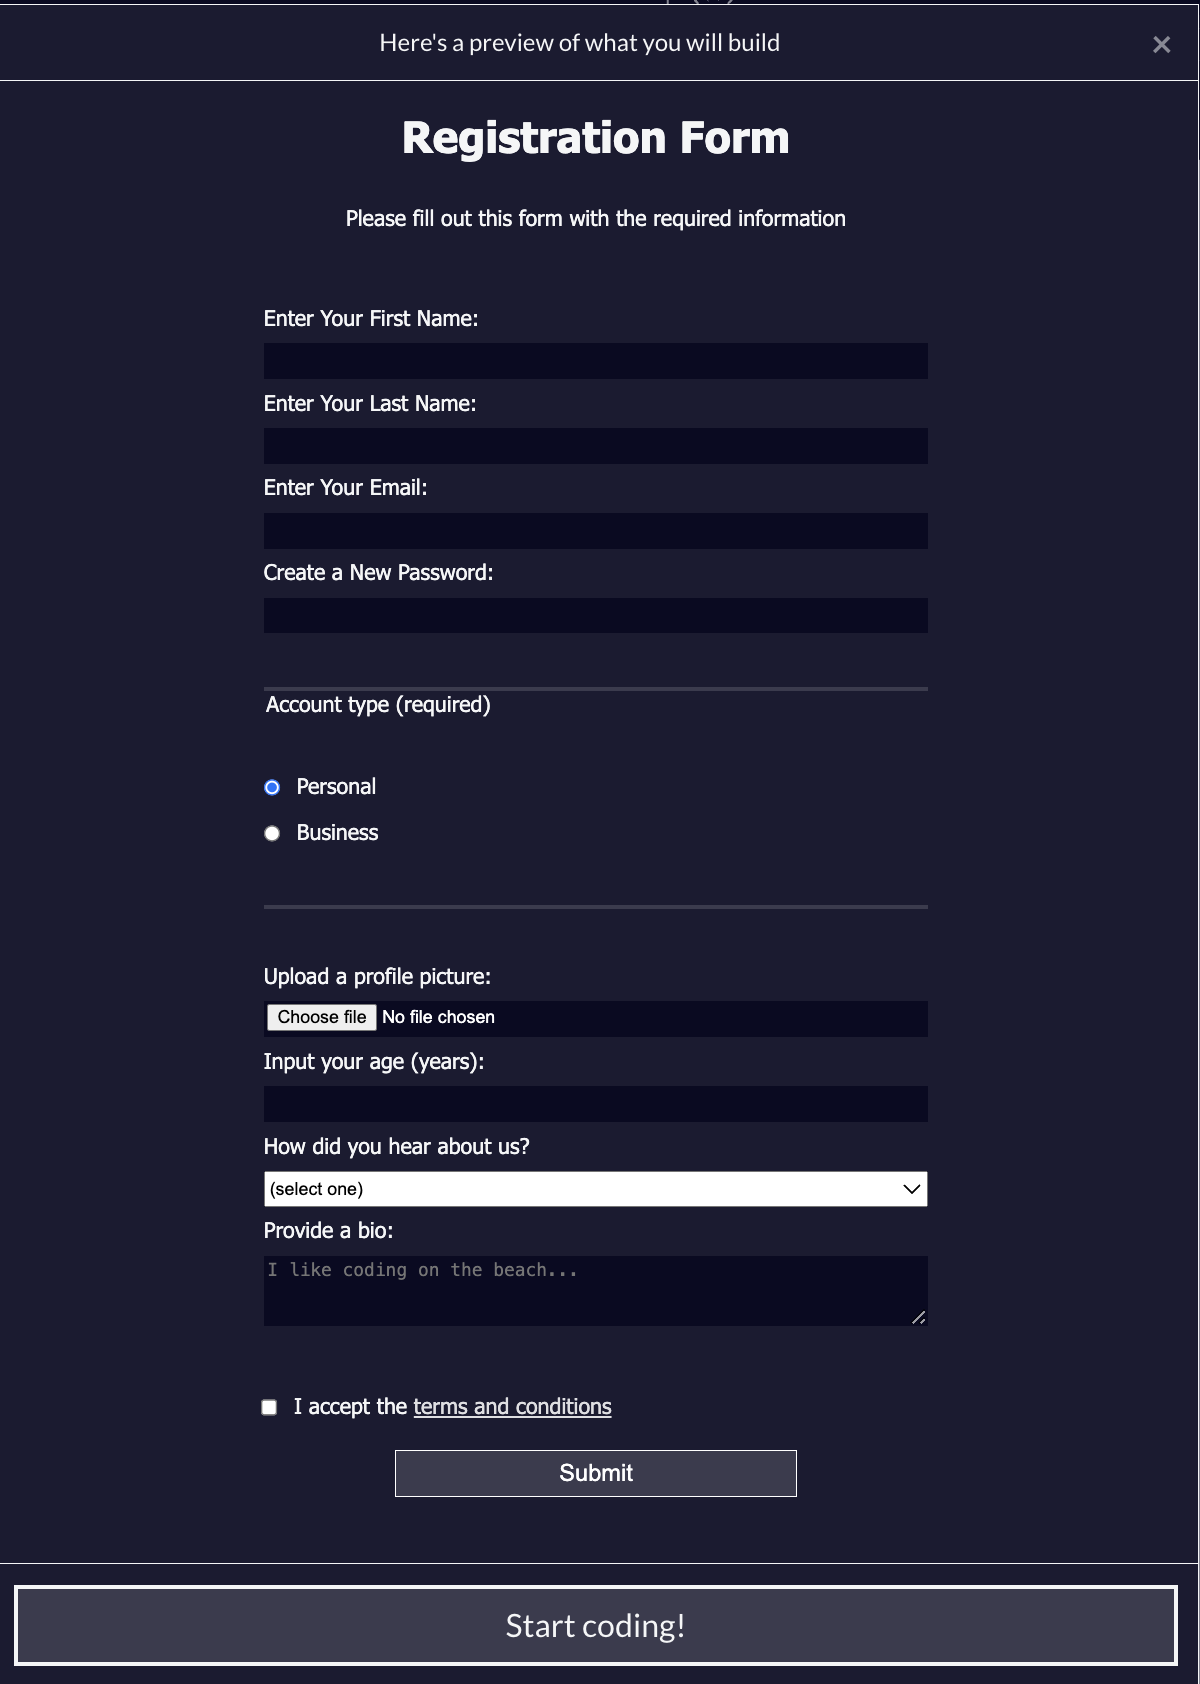 Here's a preview of what you will build
×
Registration Form
Please fill out this form with the required information
Enter Your First Name:
Enter Your Last Name:
Enter Your Email:
Create a New Password:
Account type (required)
Personal
Business
Upload a profile picture:
Choose file No file chosen
Input your age (years):
How did you hear about us?
(select one)
Provide a bio:
I like coding on the beach...
I accept the terms and conditions
Submit
Start coding!